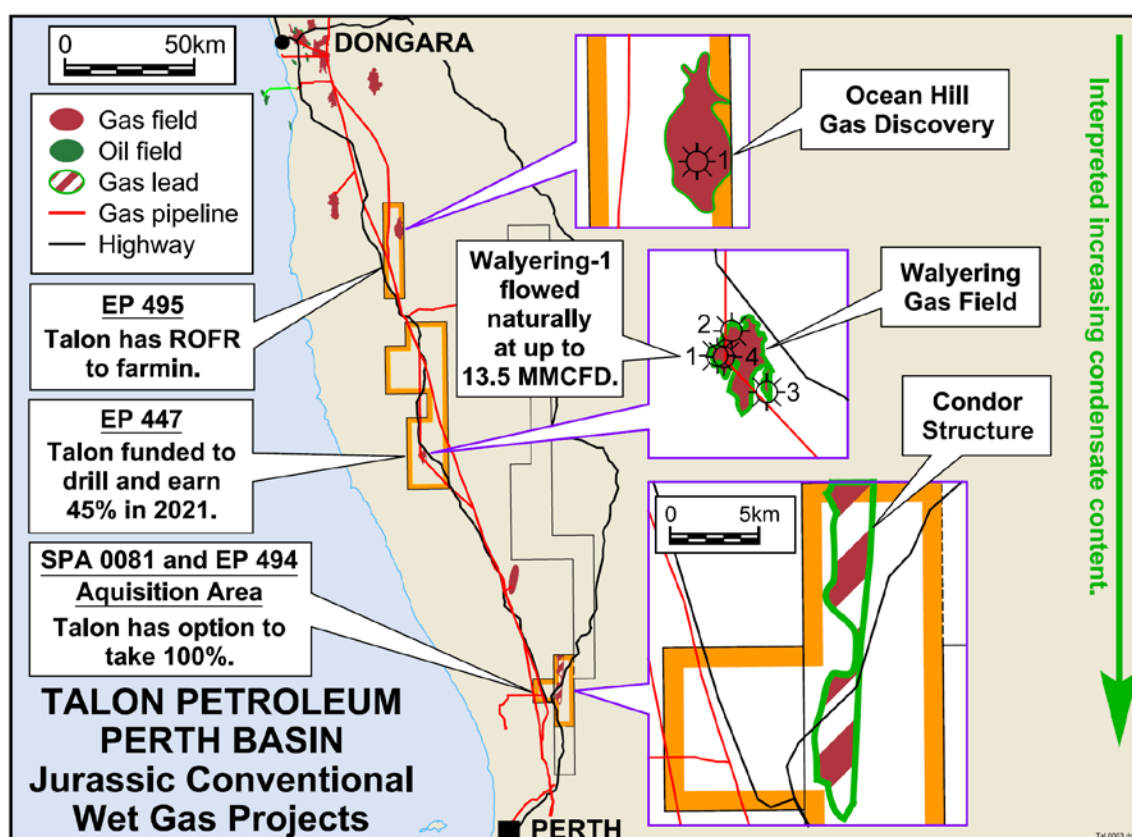 0 50km
DONGARA
Gas field
Oil field
Gas lead
Gas pipeline
Highway
EP 495
Talon has ROFR
to farmin.
EP 447
Talon funded to
drill and earn
45% in 2021.
SPA 0081 and EP 494
Aquisition Area
Talon has option to
take 100%.
TALON PETROLEUM
PERTH BASIN
Jurassic Conventional
Wet Gas Projects
PERTH
1
Ocean Hill
Gas Discovery
Walyering-1
flowed
naturally
at up to
13.5 MMCFD.
2
1
4
3
Walyering
Gas Field
Condor
Structure
0 5km
Interpreted increasing condensate content.